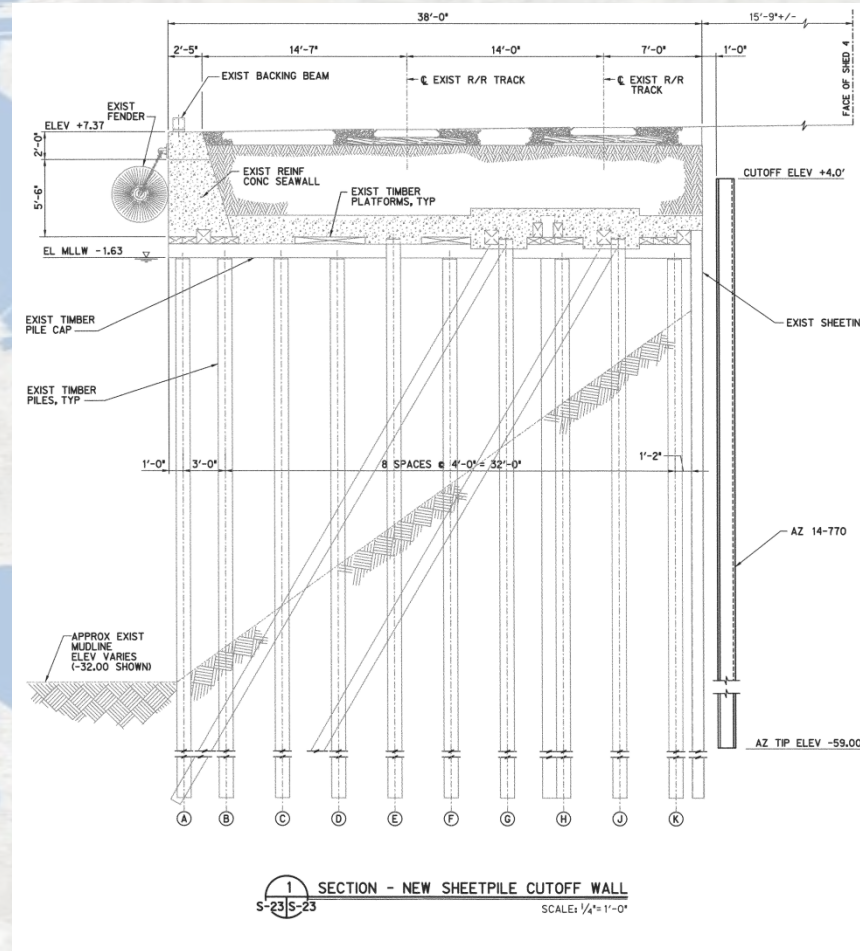 38'-0"
15'-9"+/-
2'-5"
14'-7"
14'-0"
7'-0"
1'-0"
FACE OF SHED 4
EXIST BACKING BEAM
℄ EXIST R/R TRACK
℄ EXIST R/R
TRACK
EXIST
FENDER
ELEV +7.37
2'-0"
5'-6"
EXIST REINF
CONC SEAWALL
EXIST TIMBER
PLATFORMS, TYP
CUTOFF ELEV +4.0'
EL MLLW -1.63
EXIST TIMBER
PILE CAP
EXIST SHEETIN
EXIST TIMBER
PILES, TYP
1'-0"
3'-0"
8 SPACES @ 4'-0"= 32'-0"
1'-2"
AZ 14-770
APPROX EXIST
MUDLINE
ELEV VARIES
(-32.00 SHOWN)
AZ TIP ELEV -59.00
A B C D E F G H J K
1
S-23 S-23
SECTION - NEW SHEETPILE CUTOFF WALL
SCALE: 1/4"= 1'-0"